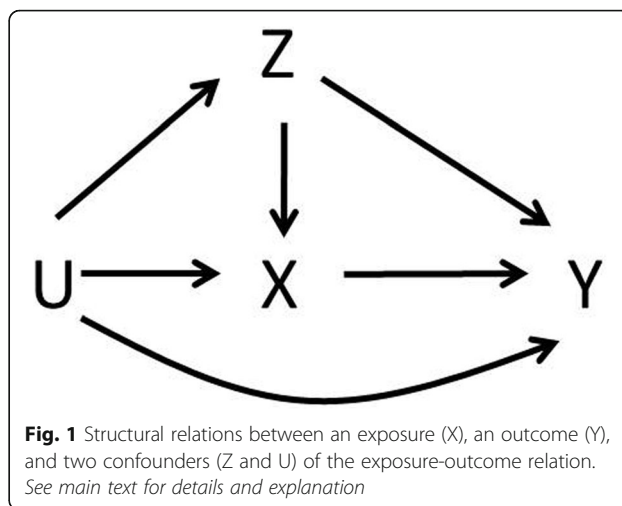 Z
U X Y
Fig. 1 Structural relations between an exposure (X), an outcome (Y),
and two confounders (Z and U) of the exposure-outcome relation.
See main text for details and explanation